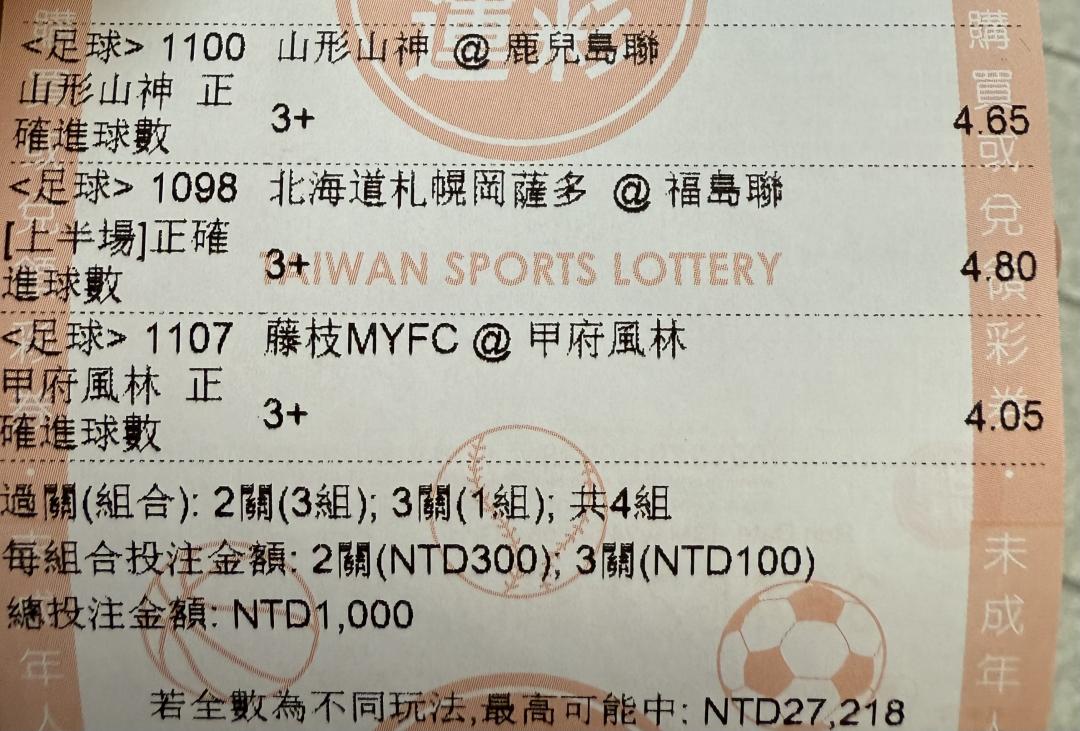 運彩
<足球> 1100 山形山神 @ 鹿兒島聯
山形山神 正
確進球數
3+
4.65
<足球> 1098 北海道札幌岡薩多 @ 福島聯
[上半場]正確
進球數
3+
4.80
TAIWAN SPORTS LOTTERY
<足球> 1107 藤枝MYFC @ 甲府風林
甲府風林 正
確進球數
3+
4.05
過關(組合): 2關(3組); 3關(1組); 共4組
每組合投注金額: 2關(NTD300); 3關(NTD100)
總投注金額: NTD1,000
若全數為不同玩法,最高可能中: NTD27,218
購買或兌領彩券．未成年人